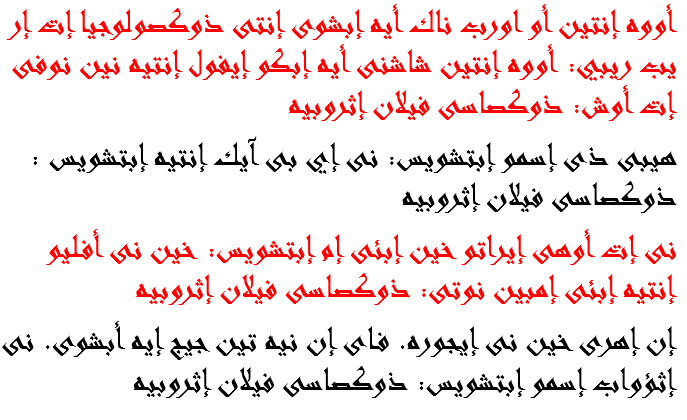 أووه إنتين أو اورب ناك أيه إبشوى إنتى ذوكصولوجيا إت إر
يب ريبي: أووه إنتين شاشنى أيه إبكو إيفول إنتيه نين نوفى
إت أوش: ذوكصاسى فيلان إثروبيه
هيبى ذى إسمو إبتشويس: نى إي بى آيك إنتيه إبتشويس :
ذوكصاسى فيلان إثروبيه
نى إت أوهى إيراتو خين إبئى إم إبتشويس: خين نى أفليو
إنتيه إبئى إمبين نوتى: ذوكصاسى فيلان إثروبيه
إن إهرى خين نى إيجوره. فاى إن نيه تين جيج إيه أبشوى. نى
إثؤواب إسمو إبتشويس: ذوكصاسى فيلان إثروبيه